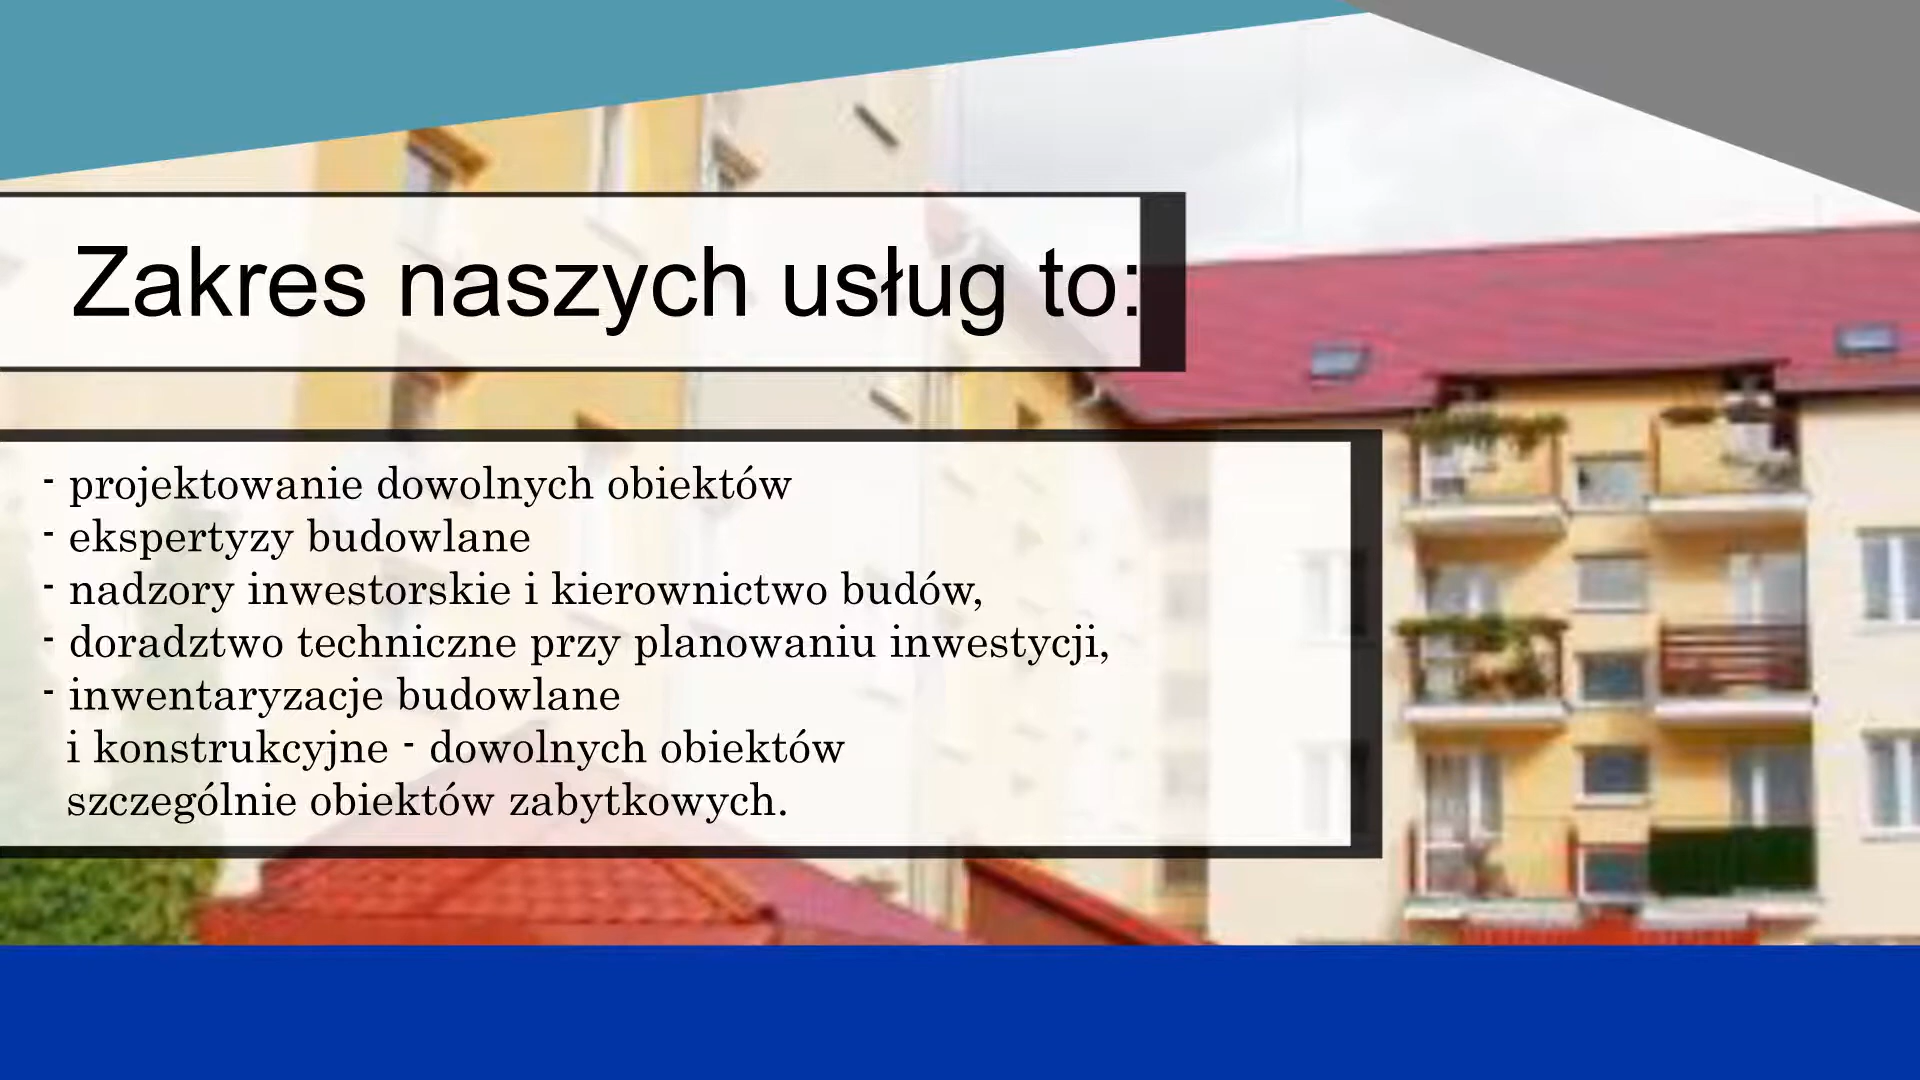 Zakres naszych usług to:
- projektowanie dowolnych obiektów
- ekspertyzy budowlane
- nadzory inwestorskie i kierownictwo budów,
- doradztwo techniczne przy planowaniu inwestycji,
- inwentaryzacje budowlane
i konstrukcyjne - dowolnych obiektów
szczególnie obiektów zabytkowych.